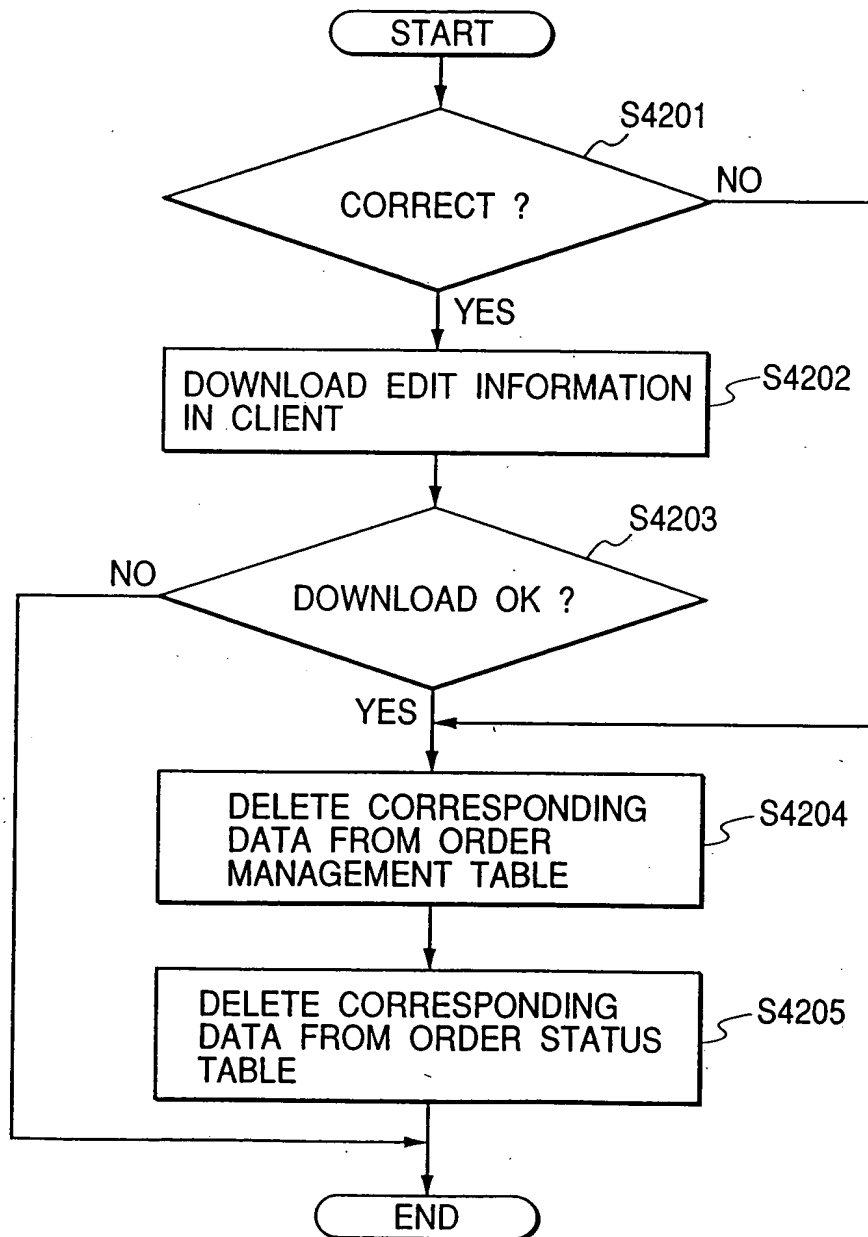 START
S4201
CORRECT ?
NO
YES
DOWNLOAD EDIT INFORMATION
IN CLIENT
S4202
S4203
NO
DOWNLOAD OK ?
YES
DELETE CORRESPONDING
DATA FROM ORDER
MANAGEMENT TABLE
S4204
DELETE CORRESPONDING
DATA FROM ORDER STATUS
TABLE
S4205
END